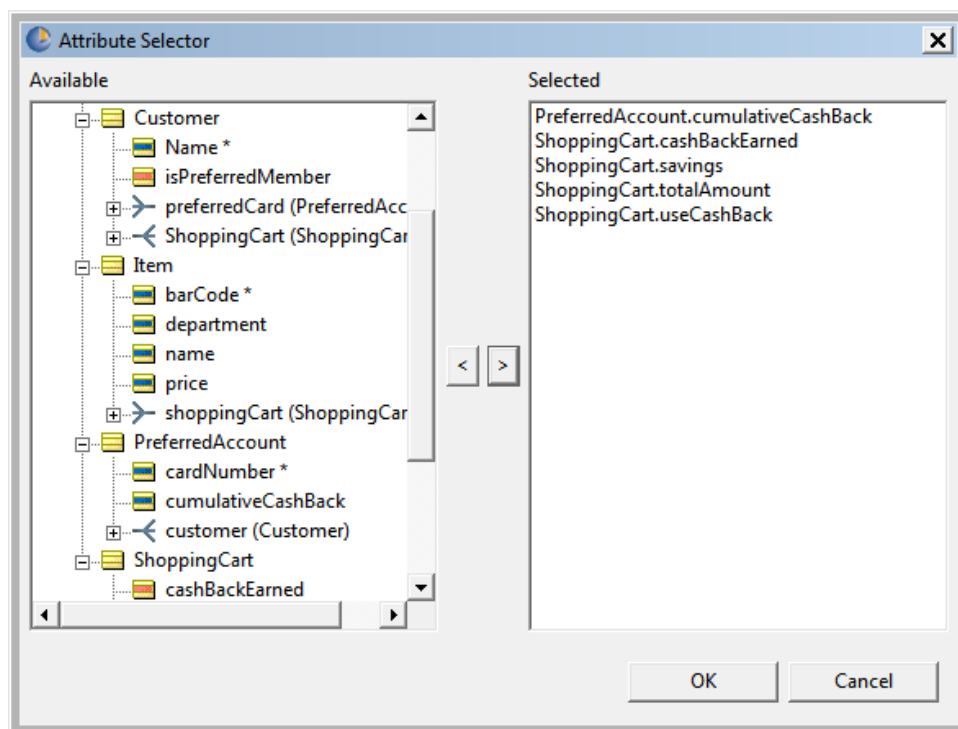 Attribute Selector
Available
Customer
Name *
isPreferredMember
preferredCard (PreferredAcc
ShoppingCart (ShoppingCar
Item
barCode *
department
name
price
shoppingCart (ShoppingCar
PreferredAccount
cardNumber *
cumulativeCashBack
customer (Customer)
ShoppingCart
cashBackEarned
<
>
Selected
PreferredAccount.cumulativeCashBack
ShoppingCart.cashBackEarned
ShoppingCart.savings
ShoppingCart.totalAmount
ShoppingCart.useCashBack
OK
Cancel